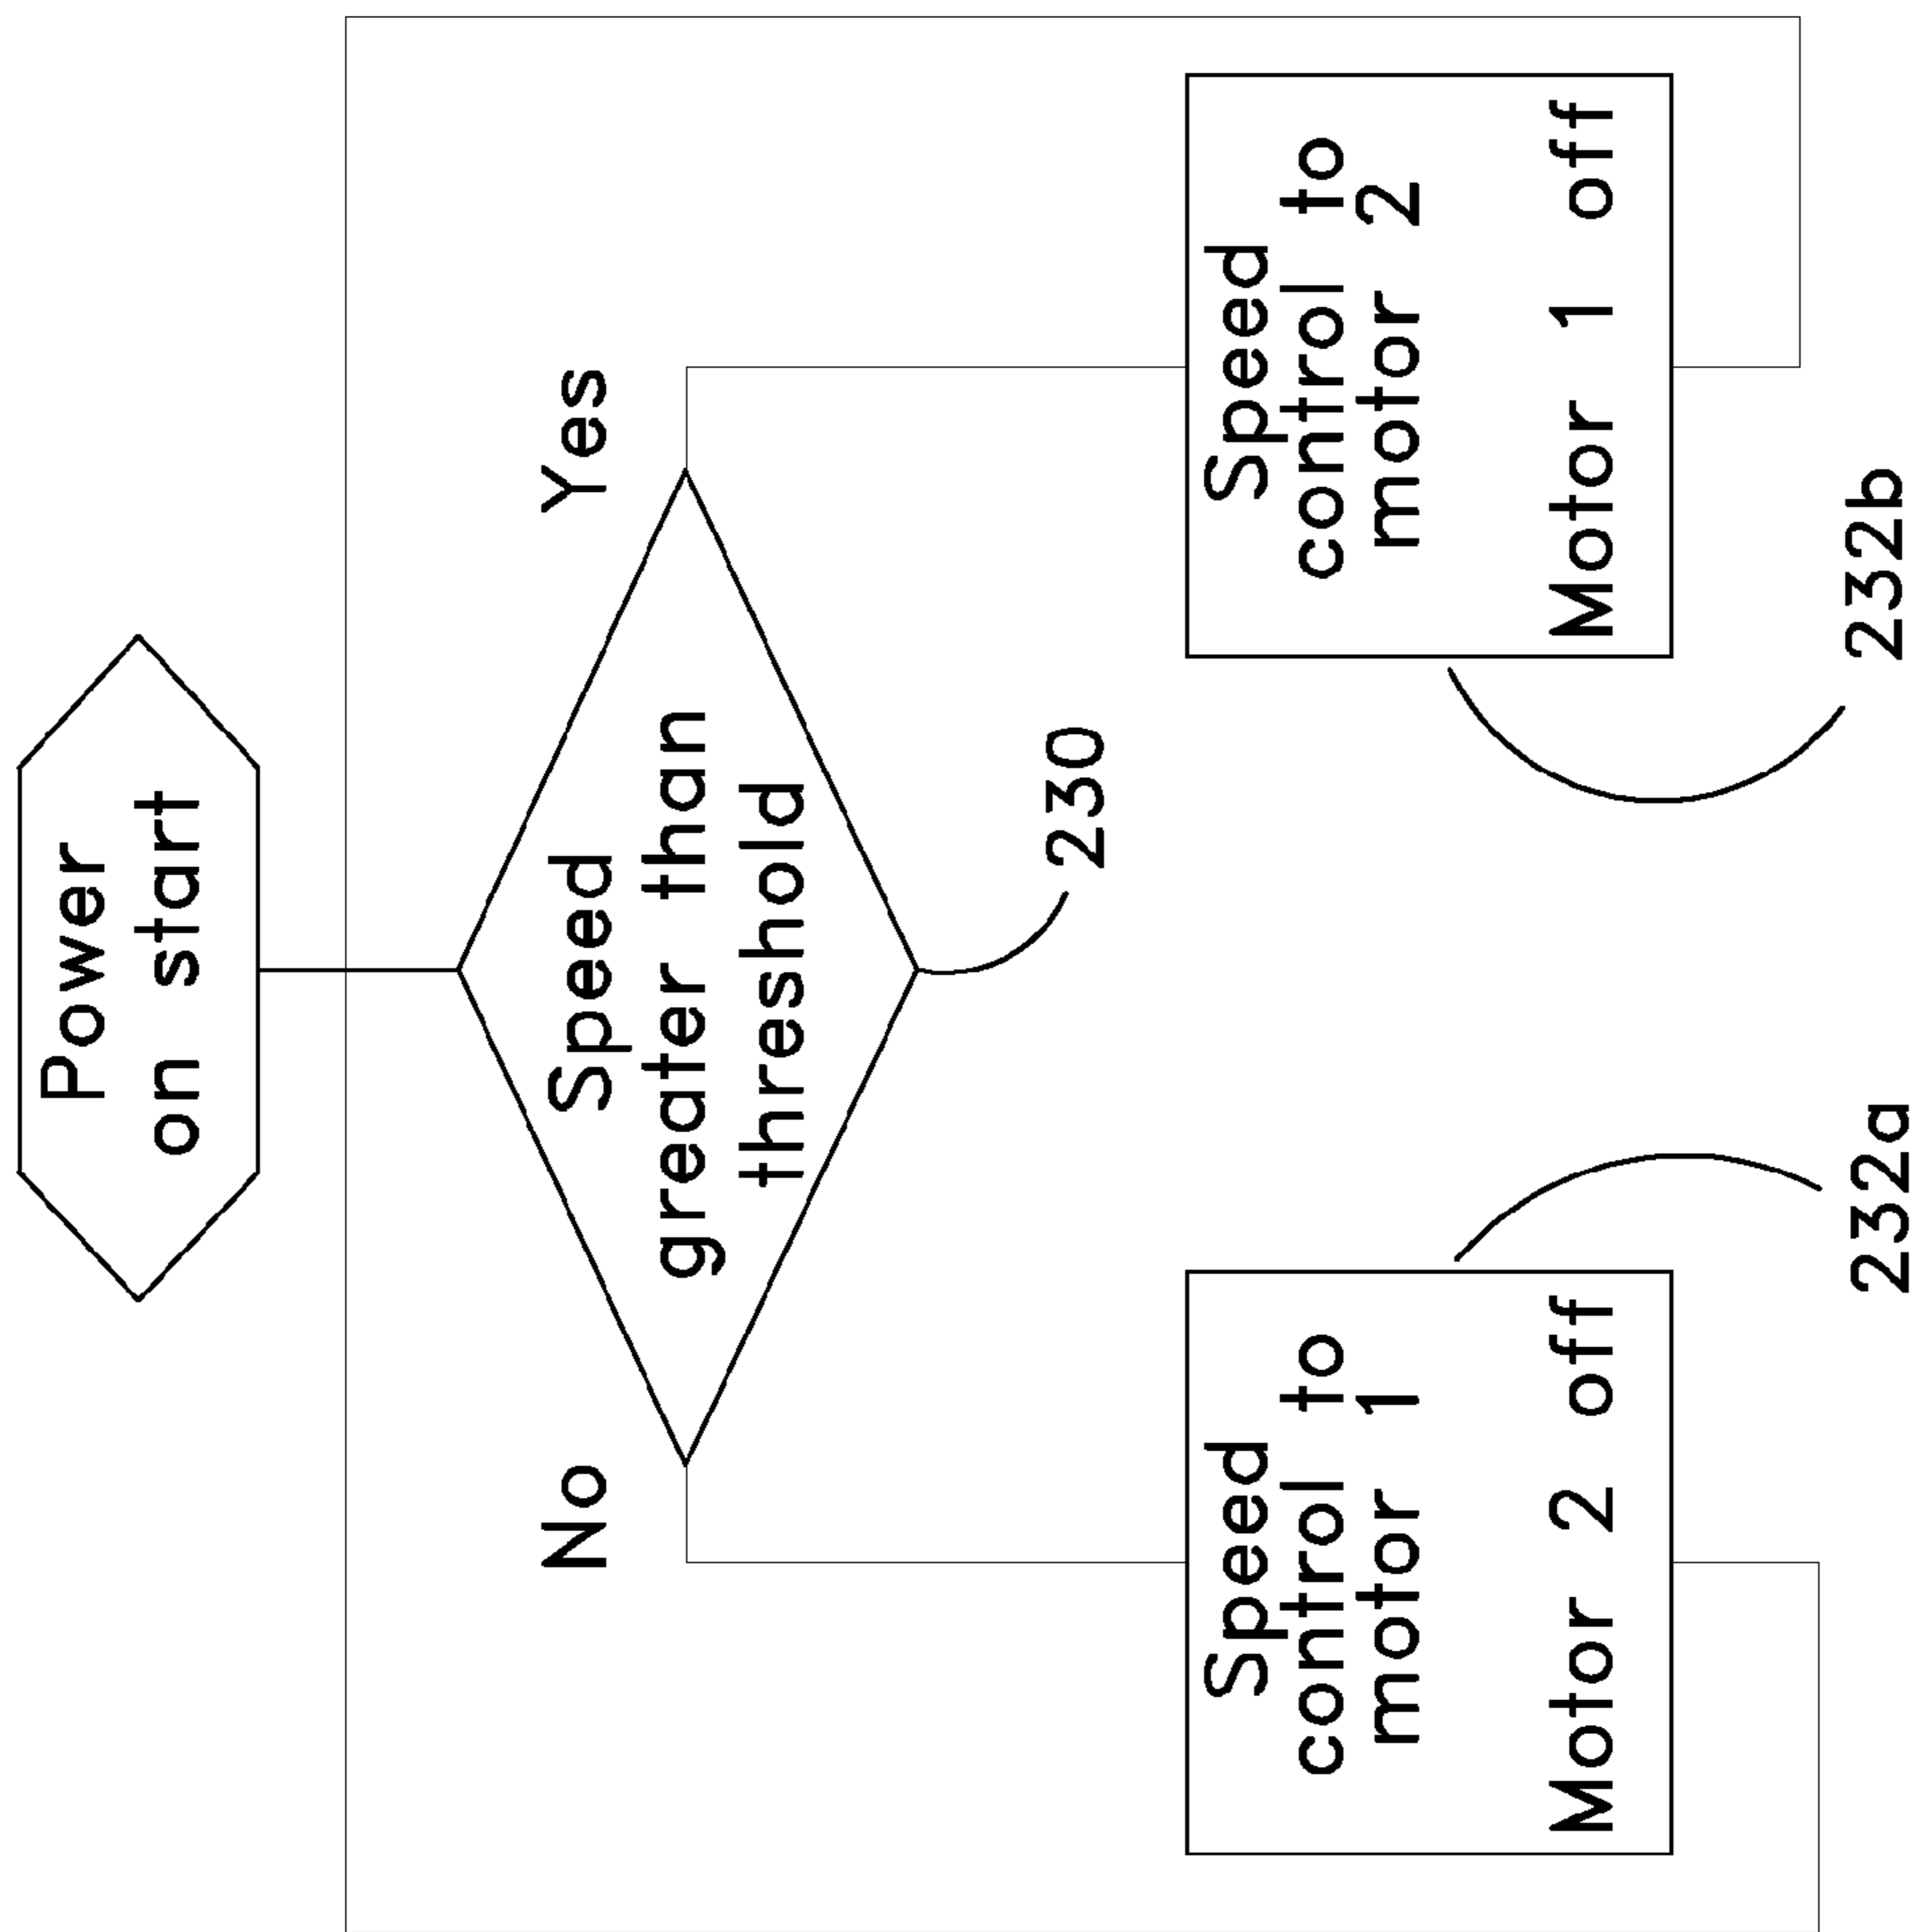 Power
on start
No
Yes
Speed
greater than
threshold
230
Speed
control to
motor 1
Motor 2 off
232a
Speed
control to
motor 2
Motor 1 off
232b